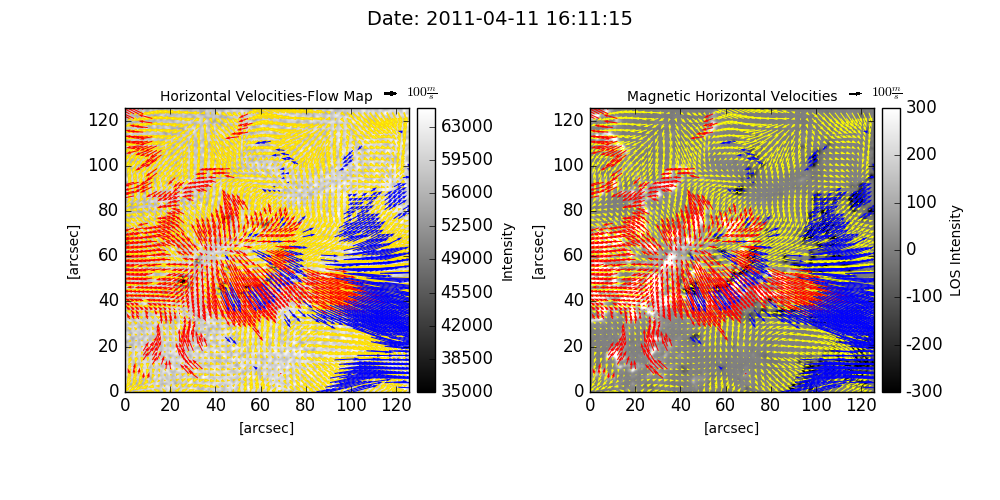 Date: 2011-04-11 16:11:15
Horizontal Velocities-Flow Map
100 m/s
120
100
80
60
40
20
0
0 20 40 60 80 100 120
[arcsec]
[arcsec]
63000
59500
56000
52500
49000
45500
42000
38500
35000
Intensity
Magnetic Horizontal Velocities
100 m/s
120
100
80
60
40
20
0
0 20 40 60 80 100 120
[arcsec]
[arcsec]
300
200
100
0
-100
-200
-300
LOS Intensity